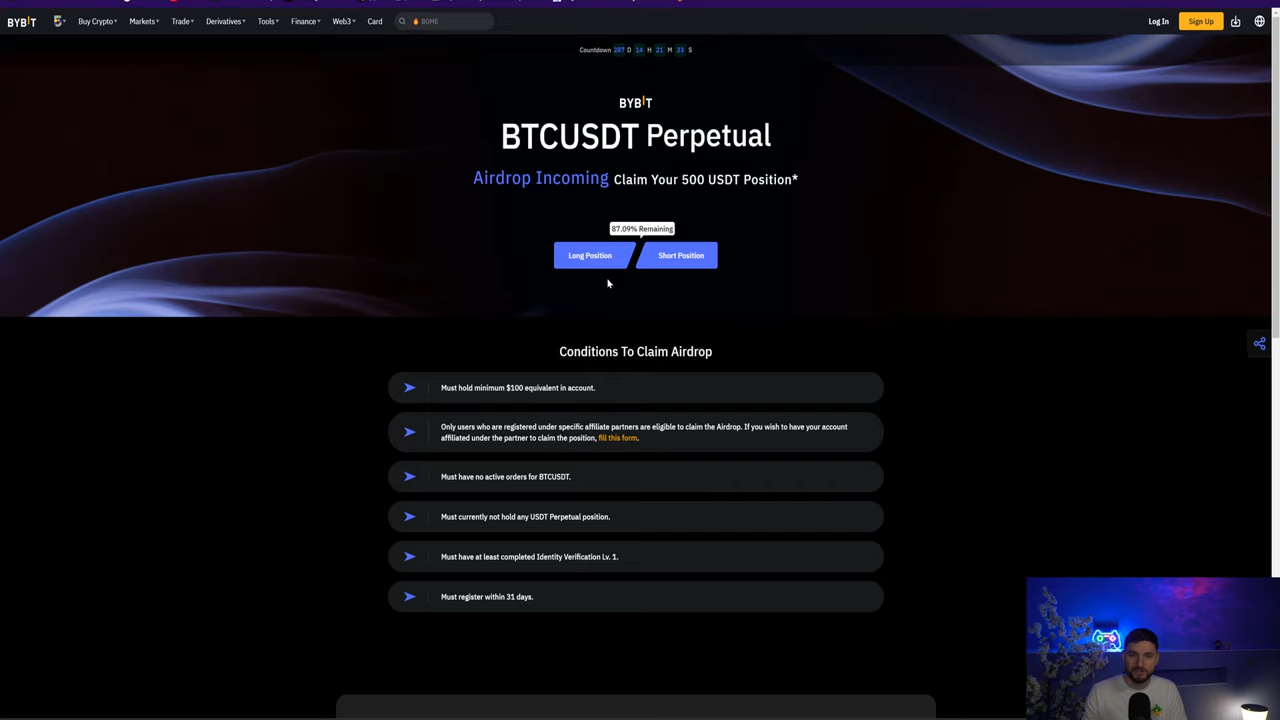 BYBIT
Buy Crypto
Markets
Trade
Derivatives
Tools
Finance
Web3
Card
BOME
Log In
Sign Up
Countdown 287 D 14 H 21 M 33 S
BYBIT
BTCUSDT Perpetual
Airdrop Incoming Claim Your 500 USDT Position*
87.09% Remaining
Long Position
Short Position
Conditions To Claim Airdrop
Must hold minimum $100 equivalent in account.
Only users who are registered under specific affiliate partners are eligible to claim the Airdrop. If you wish to have your account
affiliated under the partner to claim the position, fill this form.
Must have no active orders for BTCUSDT.
Must currently not hold any USDT Perpetual position.
Must have at least completed Identity Verification Lv. 1.
Must register within 31 days.